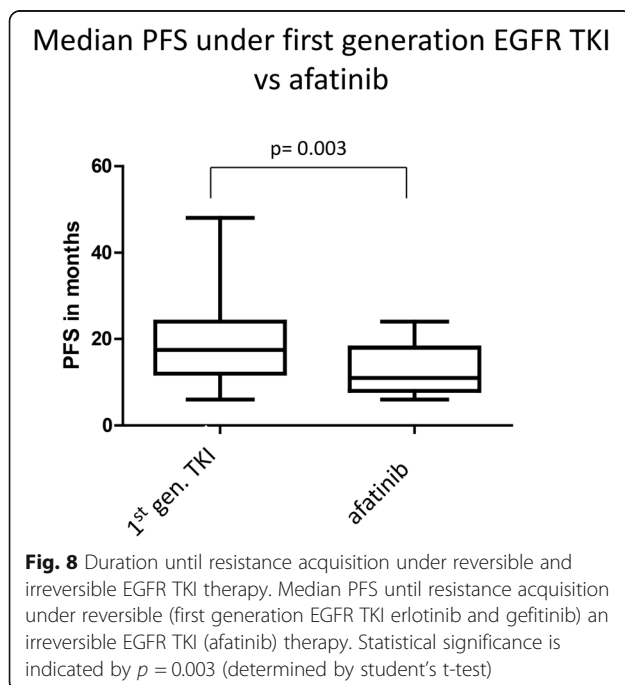 Median PFS under first generation EGFR TKI
vs afatinib
p= 0.003
60
40
20
0
PFS in months
1st gen. TKI
afatinib
Fig. 8 Duration until resistance acquisition under reversible and
irreversible EGFR TKI therapy. Median PFS until resistance acquisition
under reversible (first generation EGFR TKI erlotinib and gefitinib) an
irreversible EGFR TKI (afatinib) therapy. Statistical significance is
indicated by p = 0.003 (determined by student's t-test)